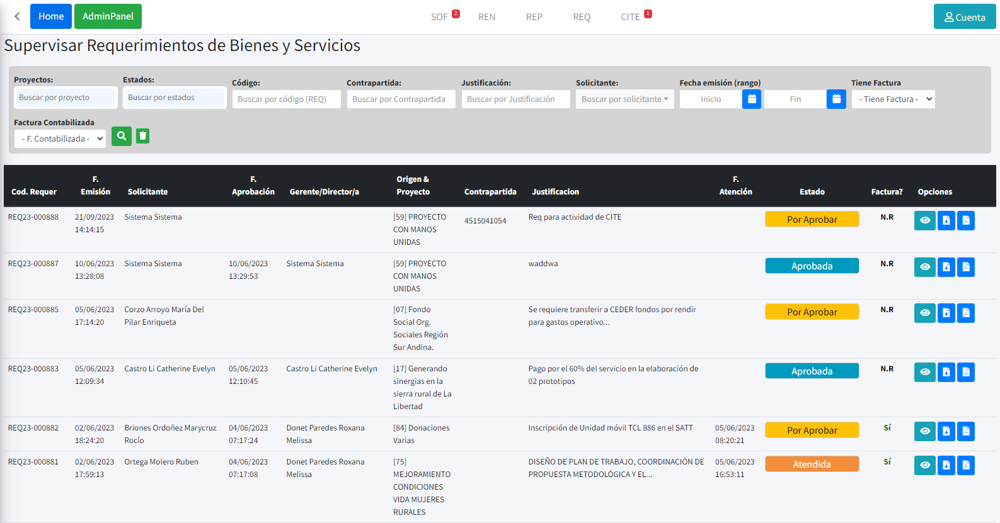 Home
AdminPanel
SOF 2
REN
REP
REQ
CITE 1
Cuenta
Supervisar Requerimientos de Bienes y Servicios
Proyectos:
Buscar por proyecto
Estados:
Buscar por estados
Código:
Buscar por código (REQ)
Contrapartida:
Buscar por Contrapartida
Justificación:
Buscar por Justificación
Solicitante:
Buscar por solicitante
Fecha emisión (rango)
Inicio
Fin
Tiene Factura
- Tiene Factura -
Factura Contabilizada
- F. Contabilizada -
Cod. Requer
F.
Emisión
Solicitante
F.
Aprobación
Gerente/Director/a
Origen &
Proyecto
Contrapartida
Justificacion
F.
Atención
Estado
Factura?
Opciones
REQ23-000888
21/09/2023
14:14:15
Sistema Sistema
[59] PROYECTO
CON MANOS
UNIDAS
4515041054
Req para actividad de CITE
Por Aprobar
N.R
REQ23-000887
10/06/2023
13:28:08
Sistema Sistema
10/06/2023
13:29:53
Sistema Sistema
[59] PROYECTO
CON MANOS
UNIDAS
waddwa
Aprobada
N.R
REQ23-000885
05/06/2023
17:14:20
Corzo Arroyo María Del
Pilar Enriqueta
[07] Fondo
Social Org.
Sociales Región
Sur Andina.
Se requiere transferir a CEDER fondos por rendir
para gastos operativo...
Por Aprobar
N.R
REQ23-000883
05/06/2023
12:09:34
Castro Li Catherine Evelyn
05/06/2023
12:10:45
Castro Li Catherine Evelyn
[17] Generando
sinergias en la
sierra rural de La
Libertad
Pago por el 60% del servicio en la elaboración de
02 prototipos
Aprobada
N.R
REQ23-000882
02/06/2023
18:24:20
Briones Ordoñez Marycruz
Rocío
04/06/2023
07:17:24
Donet Paredes Roxana
Melissa
[84] Donaciones
Varias
Inscripción de Unidad móvil TCL 886 en el SATT
05/06/2023
08:20:21
Por Aprobar
Sí
REQ23-000881
02/06/2023
17:59:13
Ortega Molero Ruben
04/06/2023
07:17:08
Donet Paredes Roxana
Melissa
[75]
MEJORAMIENTO
CONDICIONES
VIDA MUJERES
RURALES
DISEÑO DE PLAN DE TRABAJO, COORDINACIÓN DE
PROPUESTA METODOLÓGICA Y EL...
05/06/2023
16:53:11
Atendida
Sí